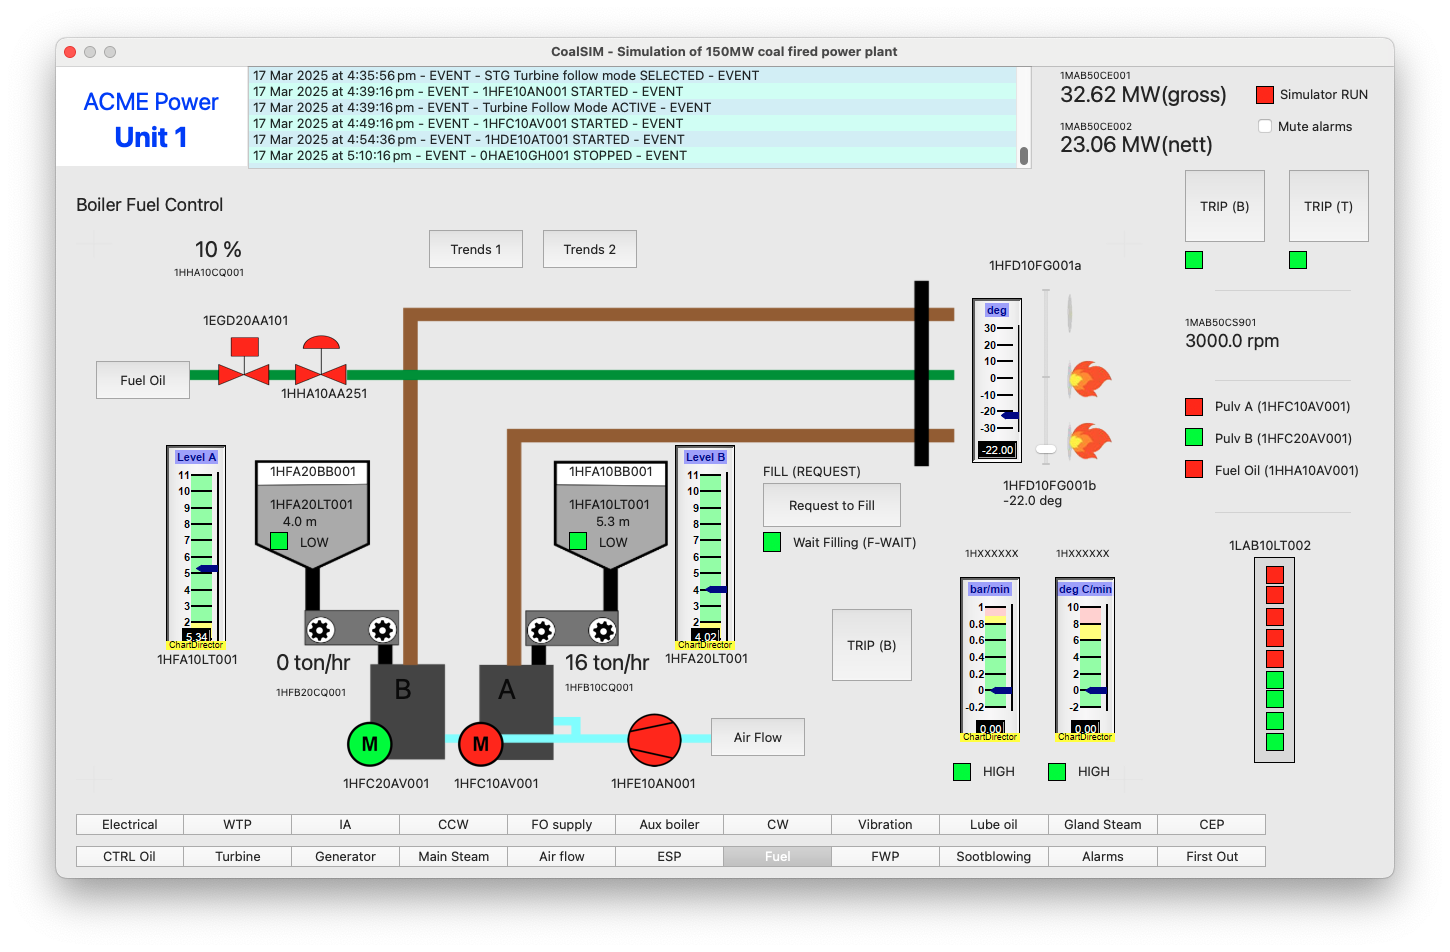 CoalSIM - Simulation of 150MW coal fired power plant
ACME Power
Unit 1
17 Mar 2025 at 4:35:56 pm - EVENT - STG Turbine follow mode SELECTED - EVENT
17 Mar 2025 at 4:39:16 pm - EVENT - 1HFE10AN001 STARTED - EVENT
17 Mar 2025 at 4:39:16 pm - EVENT - Turbine Follow Mode ACTIVE - EVENT
17 Mar 2025 at 4:49:16 pm - EVENT - 1HFC10AV001 STARTED - EVENT
17 Mar 2025 at 4:54:36 pm - EVENT - 1HDE10AT001 STARTED - EVENT
17 Mar 2025 at 5:10:16 pm - EVENT - 0HAE10GH001 STOPPED - EVENT
1MAB50CE001
32.62 MW(gross)
1MAB50CE002
23.06 MW(nett)
Simulator RUN
Mute alarms
TRIP (B)
TRIP (T)
Boiler Fuel Control
10 %
1HHA10CQ001
Trends 1
Trends 2
1EGD20AA101
Fuel Oil
1HHA10AA251
1HFD10FG001a
deg
30
20
10
0
-10
-20
-30
-22.00
1HFD10FG001b
-22.0 deg
1MAB50CS901
3000.0 rpm
Pulv A (1HFC10AV001)
Pulv B (1HFC20AV001)
Fuel Oil (1HHA10AV001)
1LAB10LT002
Level A
11
10
9
8
7
6
5
4
3
2
5.34
ChartDirector
1HFA10LT001
1HFA20BB001
1HFA20LT001
4.0 m
LOW
1HFA10BB001
1HFA10LT001
5.3 m
LOW
Level B
11
10
9
8
7
6
5
4
3
2
4.02
ChartDirector
1HFA20LT001
FILL (REQUEST)
Request to Fill
Wait Filling (F-WAIT)
0 ton/hr
1HFB20CQ001
16 ton/hr
1HFB10CQ001
B
A
M
M
1HFC20AV001
1HFC10AV001
1HFE10AN001
Air Flow
TRIP (B)
1HXXXXXX
bar/min
1
0.8
0.6
0.4
0.2
0
-0.2
0.00
ChartDirector
HIGH
1HXXXXXX
deg C/min
10
8
6
4
2
0
-2
0.00
ChartDirector
HIGH
Electrical
WTP
IA
CCW
FO supply
Aux boiler
CW
Vibration
Lube oil
Gland Steam
CEP
CTRL Oil
Turbine
Generator
Main Steam
Air flow
ESP
Fuel
FWP
Sootblowing
Alarms
First Out